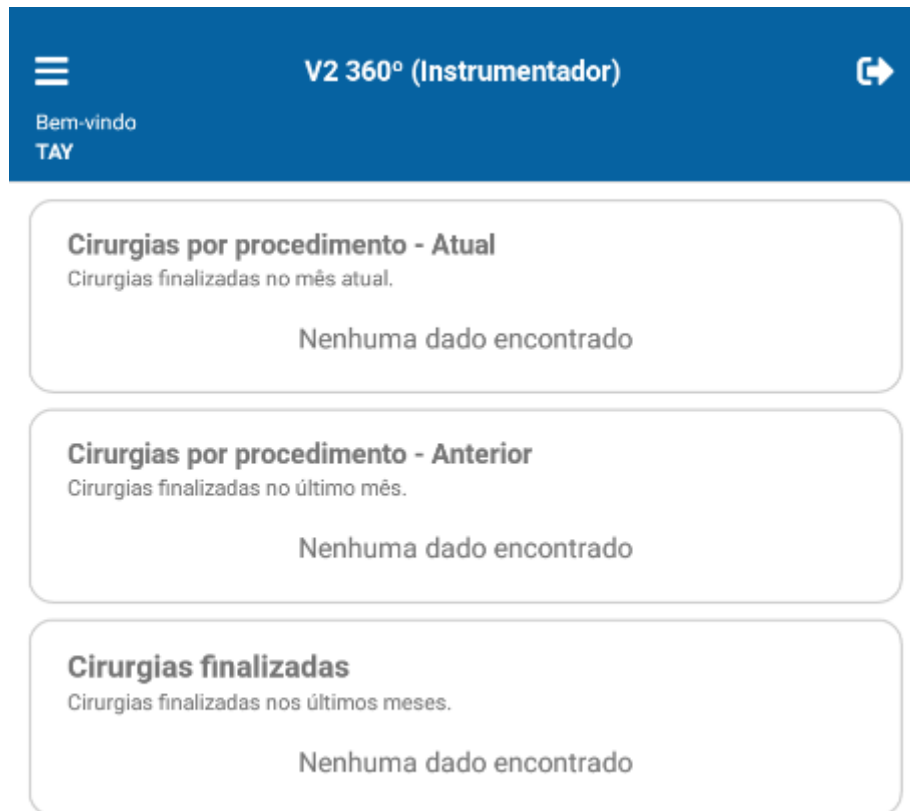 V2 360º (Instrumentador)
Bem-vindo
TAY
Cirurgias por procedimento - Atual
Cirurgias finalizadas no mês atual.
Nenhuma dado encontrado
Cirurgias por procedimento - Anterior
Cirurgias finalizadas no último mês.
Nenhuma dado encontrado
Cirurgias finalizadas
Cirurgias finalizadas nos últimos meses.
Nenhuma dado encontrado